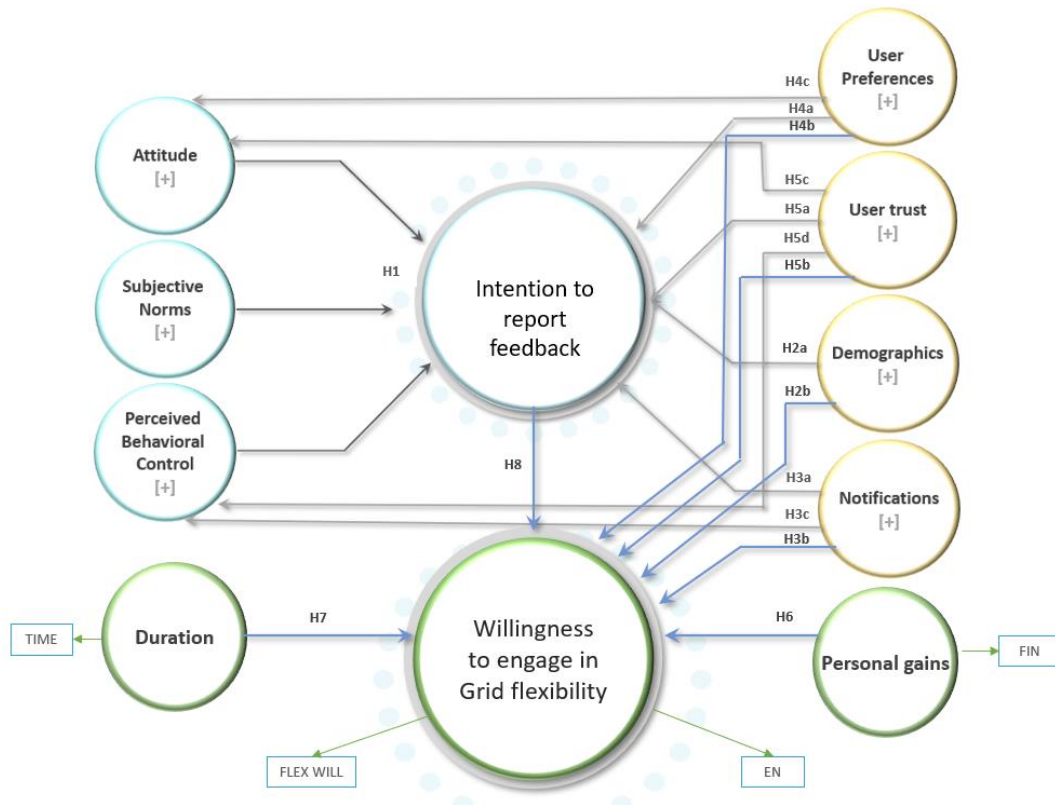 User
Preferences
[+]
H4c
H4a
H4b
Attitude
[+]
H5c
H5a
H5d
H5b
User trust
[+]
H1
Subjective
Norms
[+]
Intention to
report
feedback
H2a
H2b
Demographics
[+]
Perceived
Behavioral
Control
[+]
H8
H3a
H3c
H3b
Notifications
[+]
TIME
Duration
H7
Willingness
to engage in
Grid flexibility
H6
Personal gains
FIN
FLEX WILL
EN